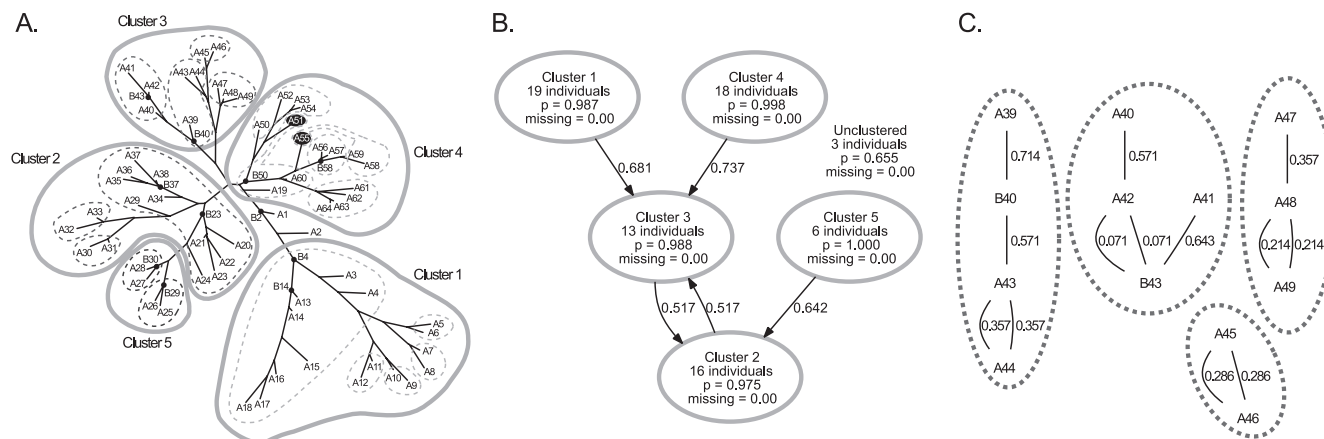 A.
Cluster 3
A46
A45
A41
A43
A44
A42
A47
B43
A48
A49
A40
A39
B40
Cluster 4
A52
A53
A54
A51
A50
A55
A56
A57
A59
B58
A58
B50
A60
A19
A61
A62
A64
A63
Cluster 2
A37
A36
A38
A35
B37
A34
A29
A33
A32
A31
A30
B23
A21
A20
A22
A23
A24
B2
A1
A2
B30
A28
A27
B29
A26
A25
Cluster 5
Cluster 1
B4
A3
A4
B14
A13
A14
A5
A6
A7
A8
A15
A11
A12
A10
A9
A16
A18
A17
B.
Cluster 1
19 individuals
p = 0.987
missing = 0.00
Cluster 4
18 individuals
p = 0.998
missing = 0.00
Unclustered
3 individuals
p = 0.655
missing = 0.00
0.681
0.737
Cluster 3
13 individuals
p = 0.988
missing = 0.00
Cluster 5
6 individuals
p = 1.000
missing = 0.00
0.517
0.517
0.642
Cluster 2
16 individuals
p = 0.975
missing = 0.00
C.
A39
0.714
B40
0.571
A43
0.357
0.357
A44
A40
0.571
A42
A41
0.071
0.071
0.643
B43
A47
0.357
A48
0.214
0.214
A49
A45
0.286
0.286
A46